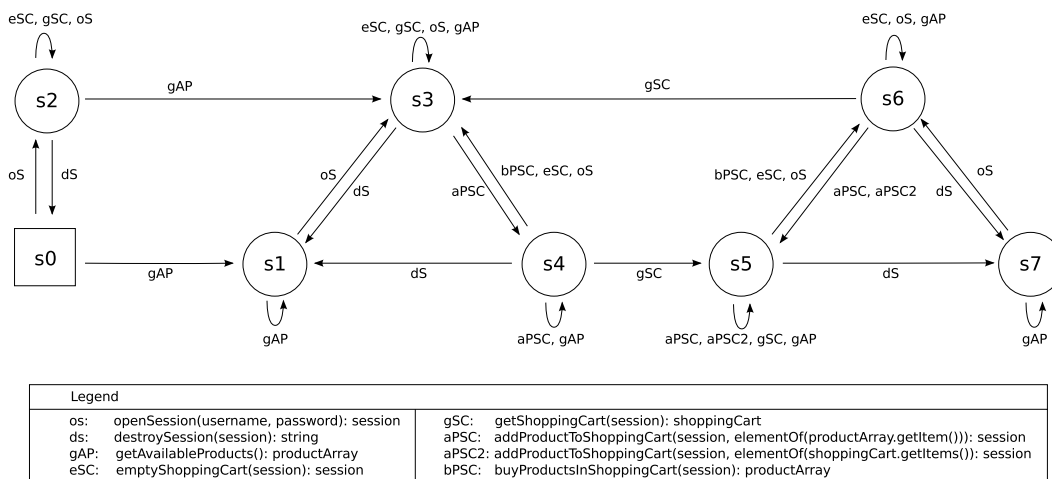 eSC, gSC, oS
eSC, gSC, oS, gAP
eSC, oS, gAP
s2
gAP
s3
gSC
s6
oS
dS
oS
dS
aPSC
bPSC, eSC, oS
bPSC, eSC, oS
aPSC, aPSC2
dS
oS
s0
gAP
s1
dS
s4
gSC
s5
dS
s7
gAP
aPSC, gAP
aPSC, aPSC2, gSC, gAP
gAP
Legend
os: openSession(username, password): session
ds: destroySession(session): string
gAP: getAvailableProducts(): productArray
eSC: emptyShoppingCart(session): session
gSC: getShoppingCart(session): shoppingCart
aPSC: addProductToShoppingCart(session, elementOf(productArray.getItem())): session
aPSC2: addProductToShoppingCart(session, elementOf(shoppingCart.getItems()): session
bPSC: buyProductsInShoppingCart(session): productArray